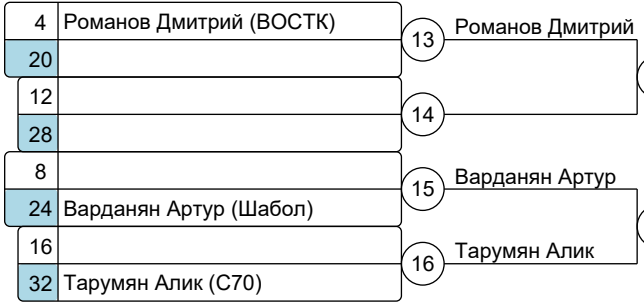 4 Романов Дмитрий (ВОСТК)
20
13 Романов Дмитрий
12
28
14
8
24 Варданян Артур (Шабол)
15 Варданян Артур
16
32 Тарумян Алик (С70)
16 Тарумян Алик